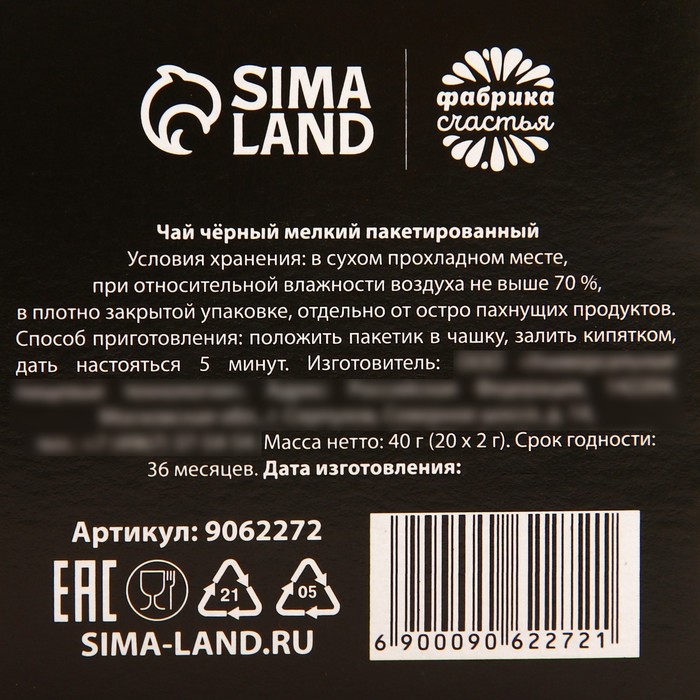 SIMA
LAND
фабрика
счастья
Чай чёрный мелкий пакетированный
Условия хранения: в сухом прохладном месте,
при относительной влажности воздуха не выше 70 %,
в плотно закрытой упаковке, отдельно от остро пахнущих продуктов.
Способ приготовления: положить пакетик в чашку, залить кипятком,
дать настояться 5 минут. Изготовитель:
Масса нетто: 40 г (20 х 2 г). Срок годности:
36 месяцев. Дата изготовления:
Артикул: 9062272
EAC
21
05
SIMA-LAND.RU
6 900090 622721